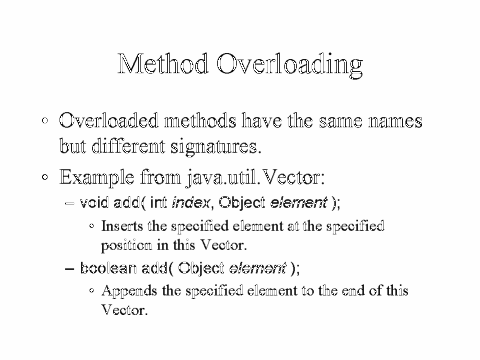 Method Overloading
◦ Overloaded methods have the same names
but different signatures.
◦ Example from java.util.Vector:
– void add( int index, Object element );
◦ Inserts the specified element at the specified
position in this Vector.
– boolean add( Object element );
◦ Appends the specified element to the end of this
Vector.